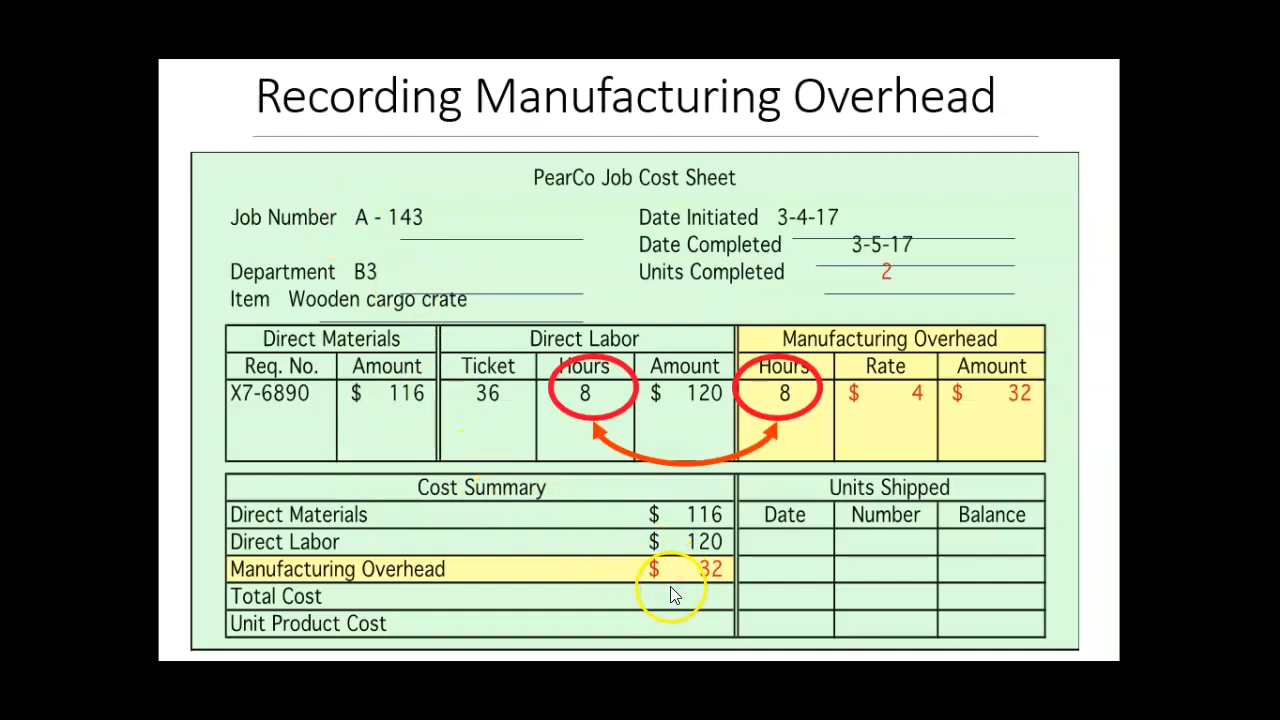 Recording Manufacturing Overhead
PearCo Job Cost Sheet
Job Number A - 143 Date Initiated 3-4-17
Date Completed 3-5-17
Department B3 Units Completed 2
Item Wooden cargo crate
Direct Materials Direct Labor Manufacturing Overhead
Req. No. Amount Ticket Hours Amount Hours Rate Amount
X7-6890 $ 116 36 8 $ 120 8 $ 4 $ 32
Cost Summary Units Shipped
Direct Materials $ 116 Date Number Balance
Direct Labor $ 120
Manufacturing Overhead $ 32
Total Cost
Unit Product Cost